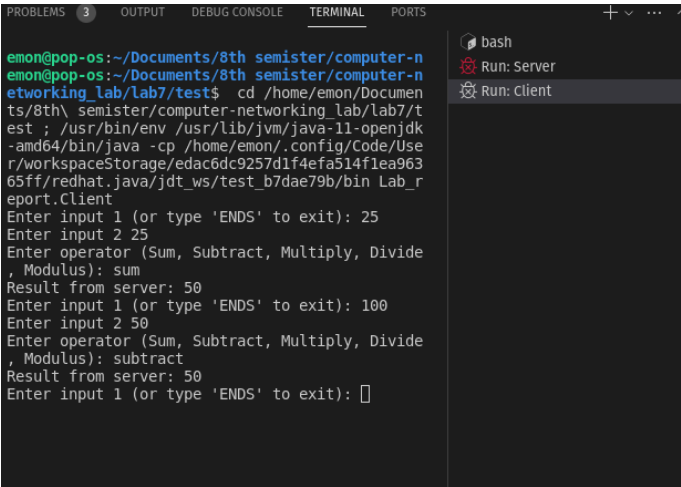 PROBLEMS 3 OUTPUT DEBUG CONSOLE TERMINAL PORTS
emon@pop-os:~/Documents/8th semister/computer-n
emon@pop-os:~/Documents/8th semister/computer-n
etworking_lab/lab7/test$  cd /home/emon/Documen
ts/8th\ semister/computer-networking_lab/lab7/t
est ; /usr/bin/env /usr/lib/jvm/java-11-openjdk
-amd64/bin/java -cp /home/emon/.config/Code/Use
r/workspaceStorage/edac6dc9257d1f4efa514f1ea963
65ff/redhat.java/jdt_ws/test_b7dae79b/bin Lab_r
eport.Client
Enter input 1 (or type 'ENDS' to exit): 25
Enter input 2 25
Enter operator (Sum, Subtract, Multiply, Divide
, Modulus): sum
Result from server: 50
Enter input 1 (or type 'ENDS' to exit): 100
Enter input 2 50
Enter operator (Sum, Subtract, Multiply, Divide
, Modulus): subtract
Result from server: 50
Enter input 1 (or type 'ENDS' to exit):
bash
Run: Server
Run: Client